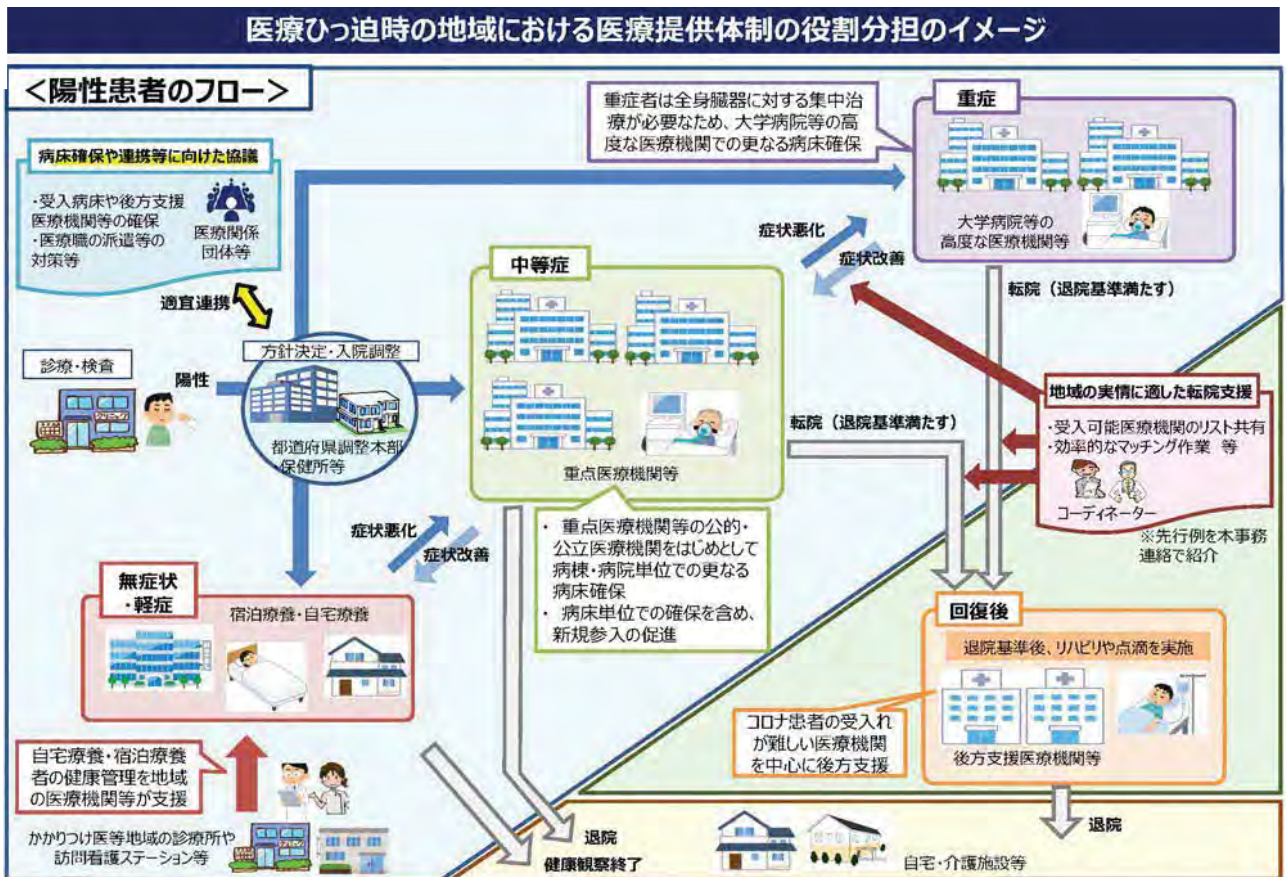 医療ひっ迫時の地域における医療提供体制の役割分担のイメージ
＜陽性患者のフロー＞
病床確保や連携等に向けた協議
・受入病床や後方支援
医療機関等の確保
・医療職の派遣等の
対策等
医療関係
団体等
適宜連携
診療・検査
陽性
方針決定・入院調整
都道府県調整本部
・保健所等
重症者は全身臓器に対する集中治
療が必要なため、大学病院等の高
度な医療機関での更なる病床確保
重症
大学病院等の
高度な医療機関等
症状悪化
症状改善
中等症
重点医療機関等
・ 重点医療機関等の公的・
公立医療機関をはじめとして
病棟・病院単位での更なる
病床確保
・ 病床単位での確保を含め、
新規参入の促進
転院（退院基準満たす）
転院（退院基準満たす）
地域の実情に適した転院支援
・受入可能医療機関のリスト共有
・効率的なマッチング作業 等
コーディネーター
※先行例を本事務
連絡で紹介
症状悪化
症状改善
無症状
・軽症
宿泊療養・自宅療養
自宅療養・宿泊療養
者の健康管理を地域
の医療機関等が支援
かかりつけ医等地域の診療所や
訪問看護ステーション等
回復後
退院基準後、リハビリや点滴を実施
後方支援医療機関等
コロナ患者の受入れ
が難しい医療機関
を中心に後方支援
退院
健康観察終了
退院
自宅・介護施設等